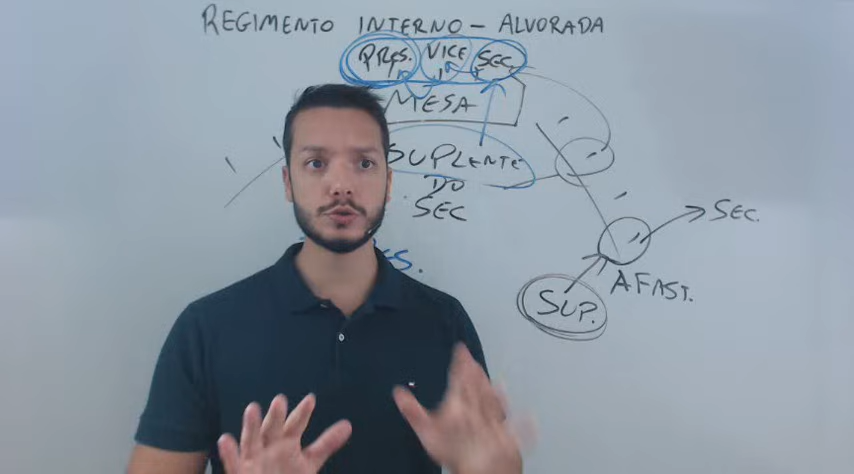 REGIMENTO INTERNO - ALVORADA
PRES. VICE SEC.
MESA
SUPLENTE
DO
SEC
SEC.
AFAST.
SUP.